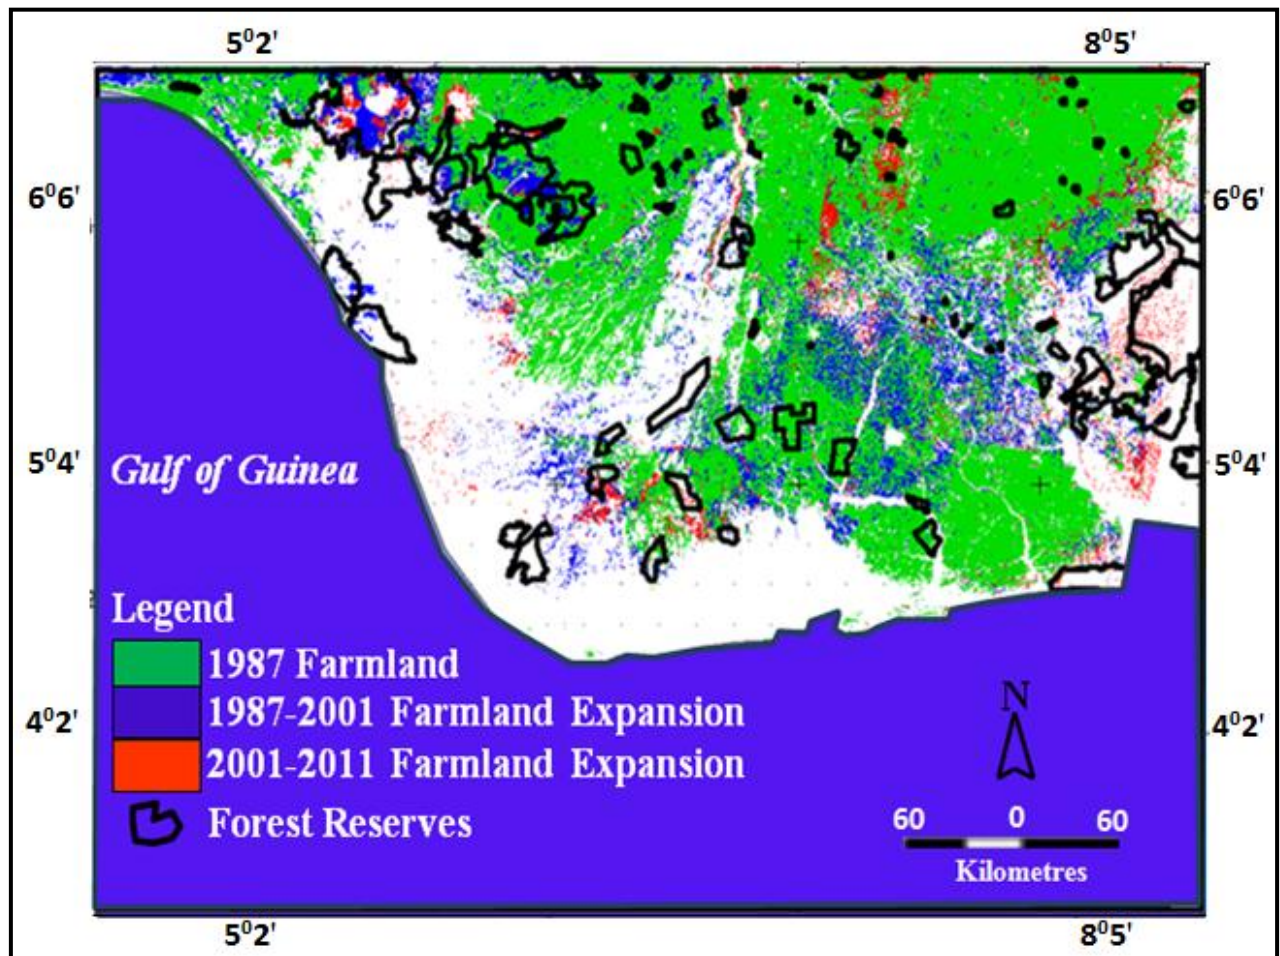 5⁰2' 8⁰5'
6⁰6' 6⁰6'
5⁰4' 5⁰4'
Gulf of Guinea
Legend
1987 Farmland
1987-2001 Farmland Expansion
2001-2011 Farmland Expansion
Forest Reserves
4⁰2' 4⁰2'
N
60 0 60
Kilometres
5⁰2' 8⁰5'